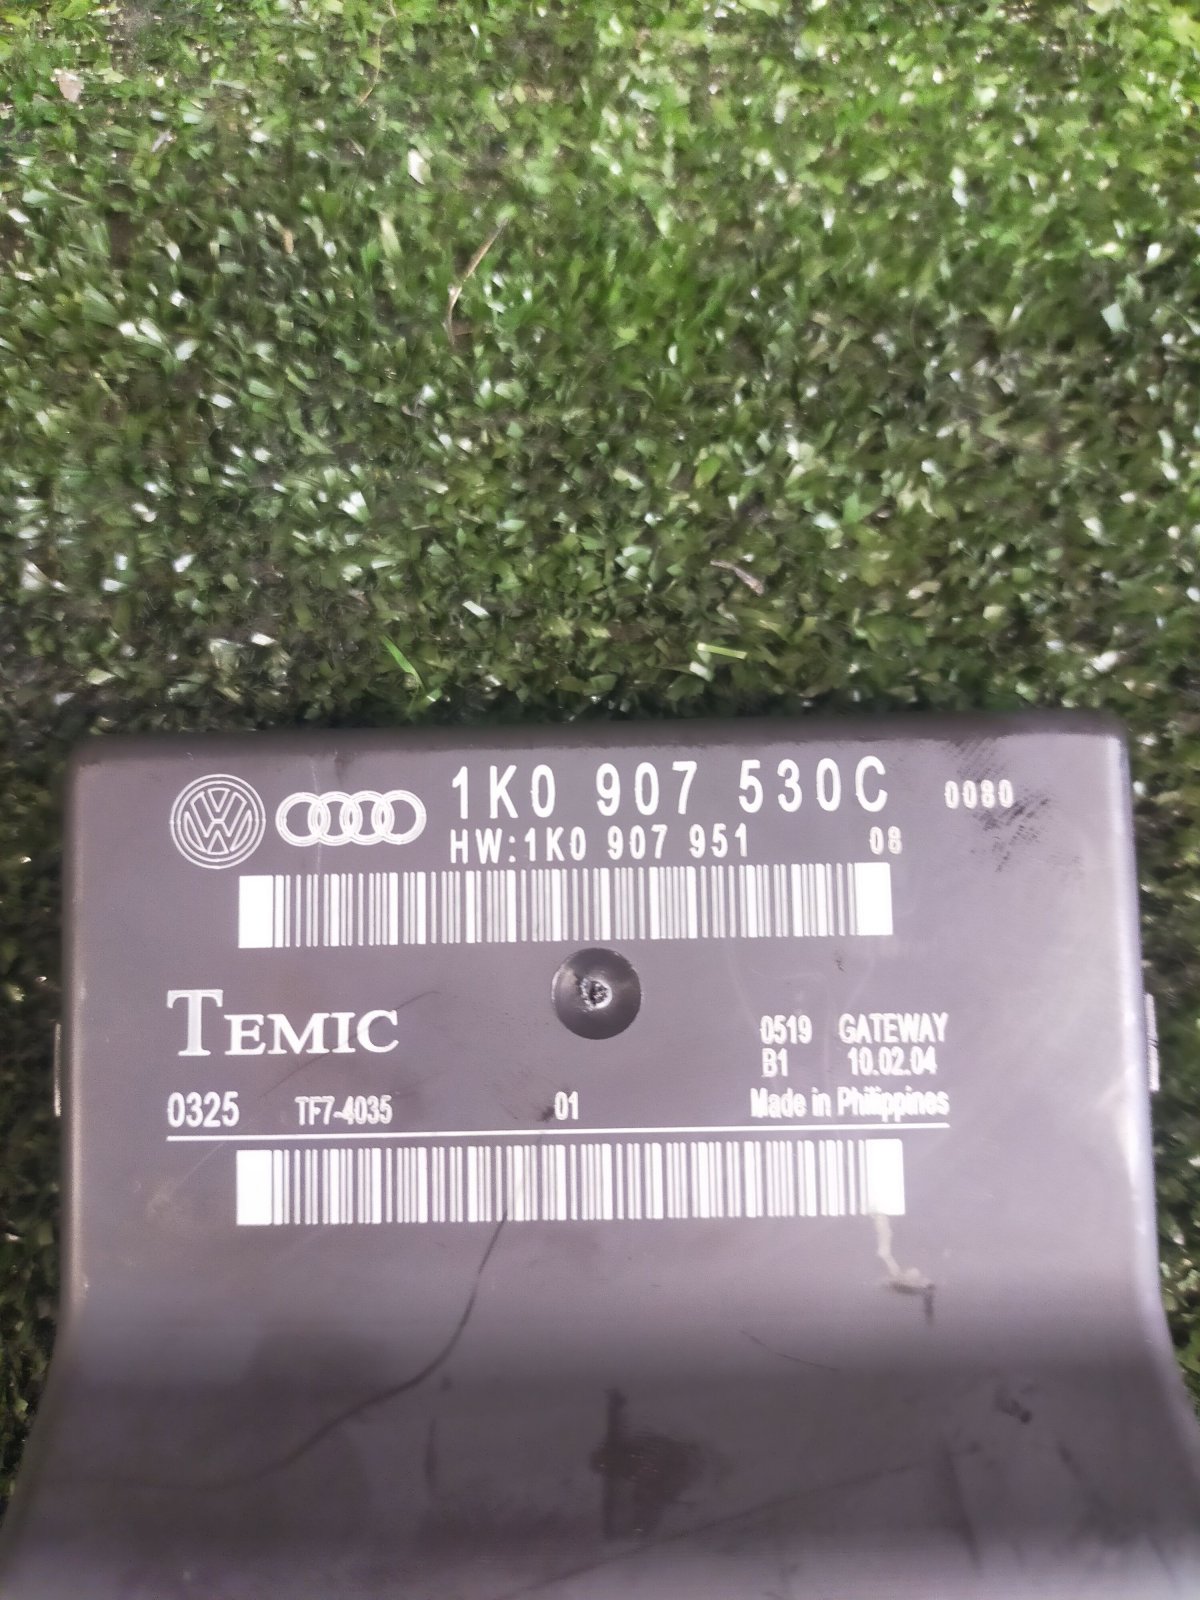 1K0 907 530C 0080
HW:1K0 907 951 08
TEMIC
0519 GATEWAY
B1 10.02.04
0325 TF7-4035 01 Made in Philippines